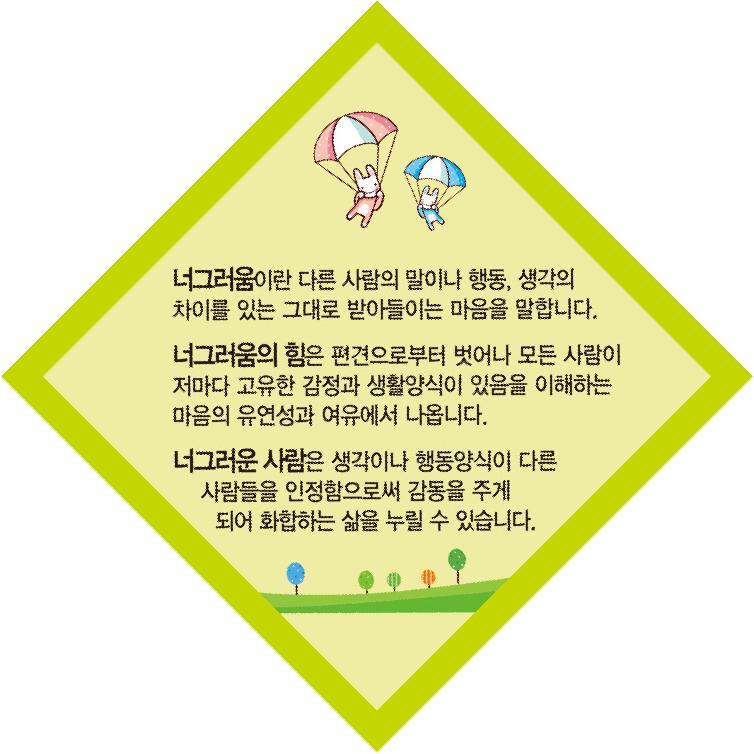 너그러움이란 다른 사람의 말이나 행동, 생각의
차이를 있는 그대로 받아들이는 마음을 말합니다.
너그러움의 힘은 편견으로부터 벗어나 모든 사람이
저마다 고유한 감정과 생활양식이 있음을 이해하는
마음의 유연성과 여유에서 나옵니다.
너그러운 사람은 생각이나 행동양식이 다른
사람들을 인정함으로써 감동을 주게
되어 화합하는 삶을 누릴 수 있습니다.